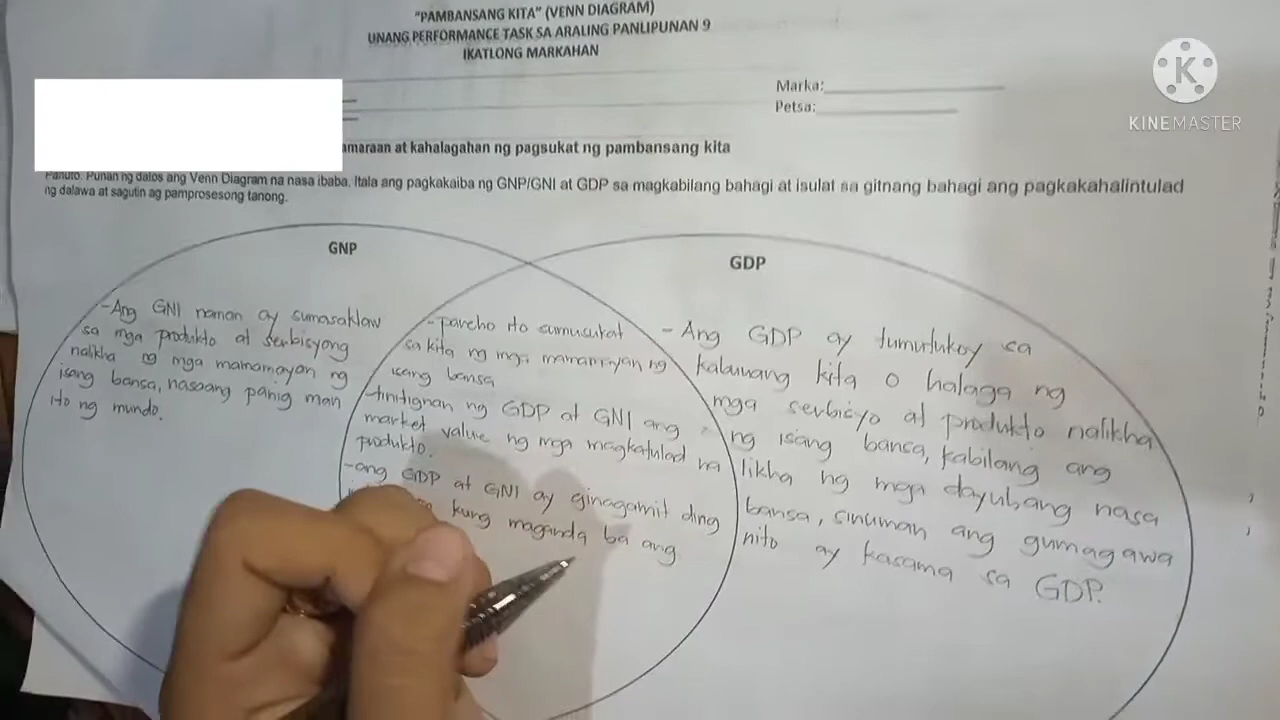 "PAMBANSANG KITA" (VENN DIAGRAM)
UNANG PERFORMANCE TASK SA ARALING PANLIPUNAN 9
IKATLONG MARKAHAN
Marka:
Petsa:
KINEMASTER
amaraan at kahalagahan ng pagsukat ng pambansang kita
Panuto: Punan ng datos ang Venn Diagram na nasa ibaba. Itala ang pagkakaiba ng GNP/GNI at GDP sa magkabilang bahagi at isulat sa gitnang bahagi ang pagkakahalintulad
ng dalawa at sagutin ag pamprosesong tanong.
GNP
-Ang GNI naman ay sumasaklaw
sa mga produkto at serbisyong
nalikha ng mga mamamayan ng
isang bansa, nasaang panig man
ito ng mundo.
-pareho ito sumusukat
sa kita ng mga mamamayan ng
isang bansa
-tinitignan ng GDP at GNI ang
market value ng mga magkatulad na
produkto.
-ang GDP at GNI ay ginagamit ding
kung maganda ba ang
GDP
- Ang GDP ay tumutukoy sa
kabuuang kita o halaga ng
mga serbisyo at produkto nalikha
ng isang bansa, kabilang ang
likha ng mga dayuhang nasa
bansa, sinuman ang gumagawa
nito ay kasama sa GDP.